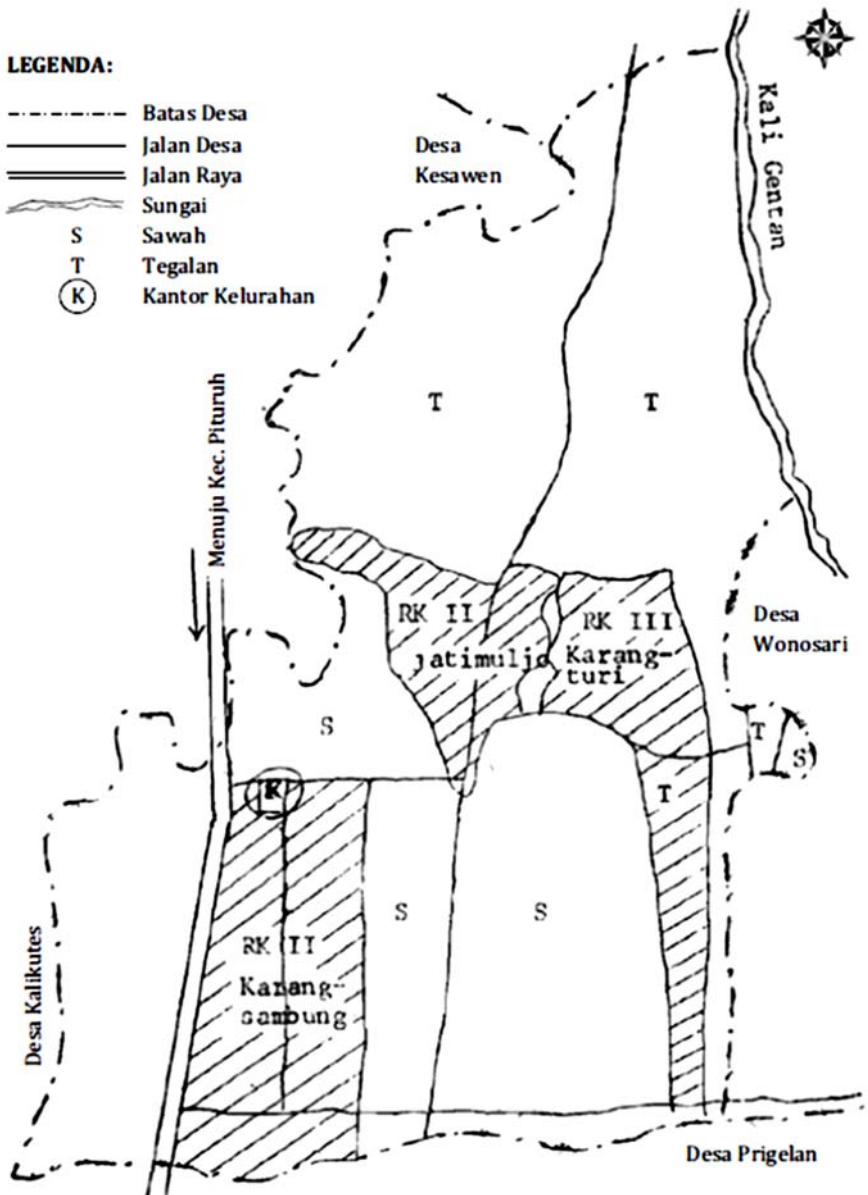 LEGENDA:
Batas Desa
Jalan Desa
Jalan Raya
Sungai
S Sawah
T Tegalan
K Kantor Kelurahan
Desa
Kesawen
Kali Gentan
Menuju Kec. Pituruh
T
T
RK II
jatimuljo
RK III
Karang-
turi
Desa
Wonosari
T
S
S
K
T
S
S
RK II
Karang-
sambung
Desa Kalikutes
Desa Prigelan